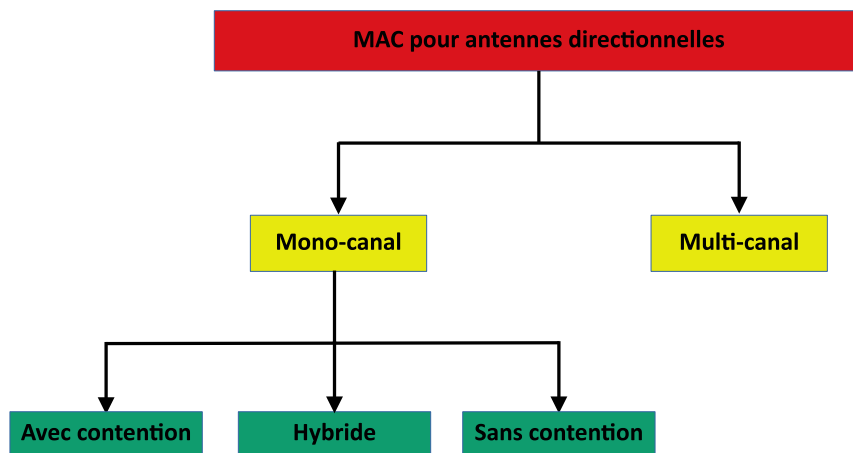 MAC pour antennes directionnelles
Mono-canal
Multi-canal
Avec contention
Hybride
Sans contention